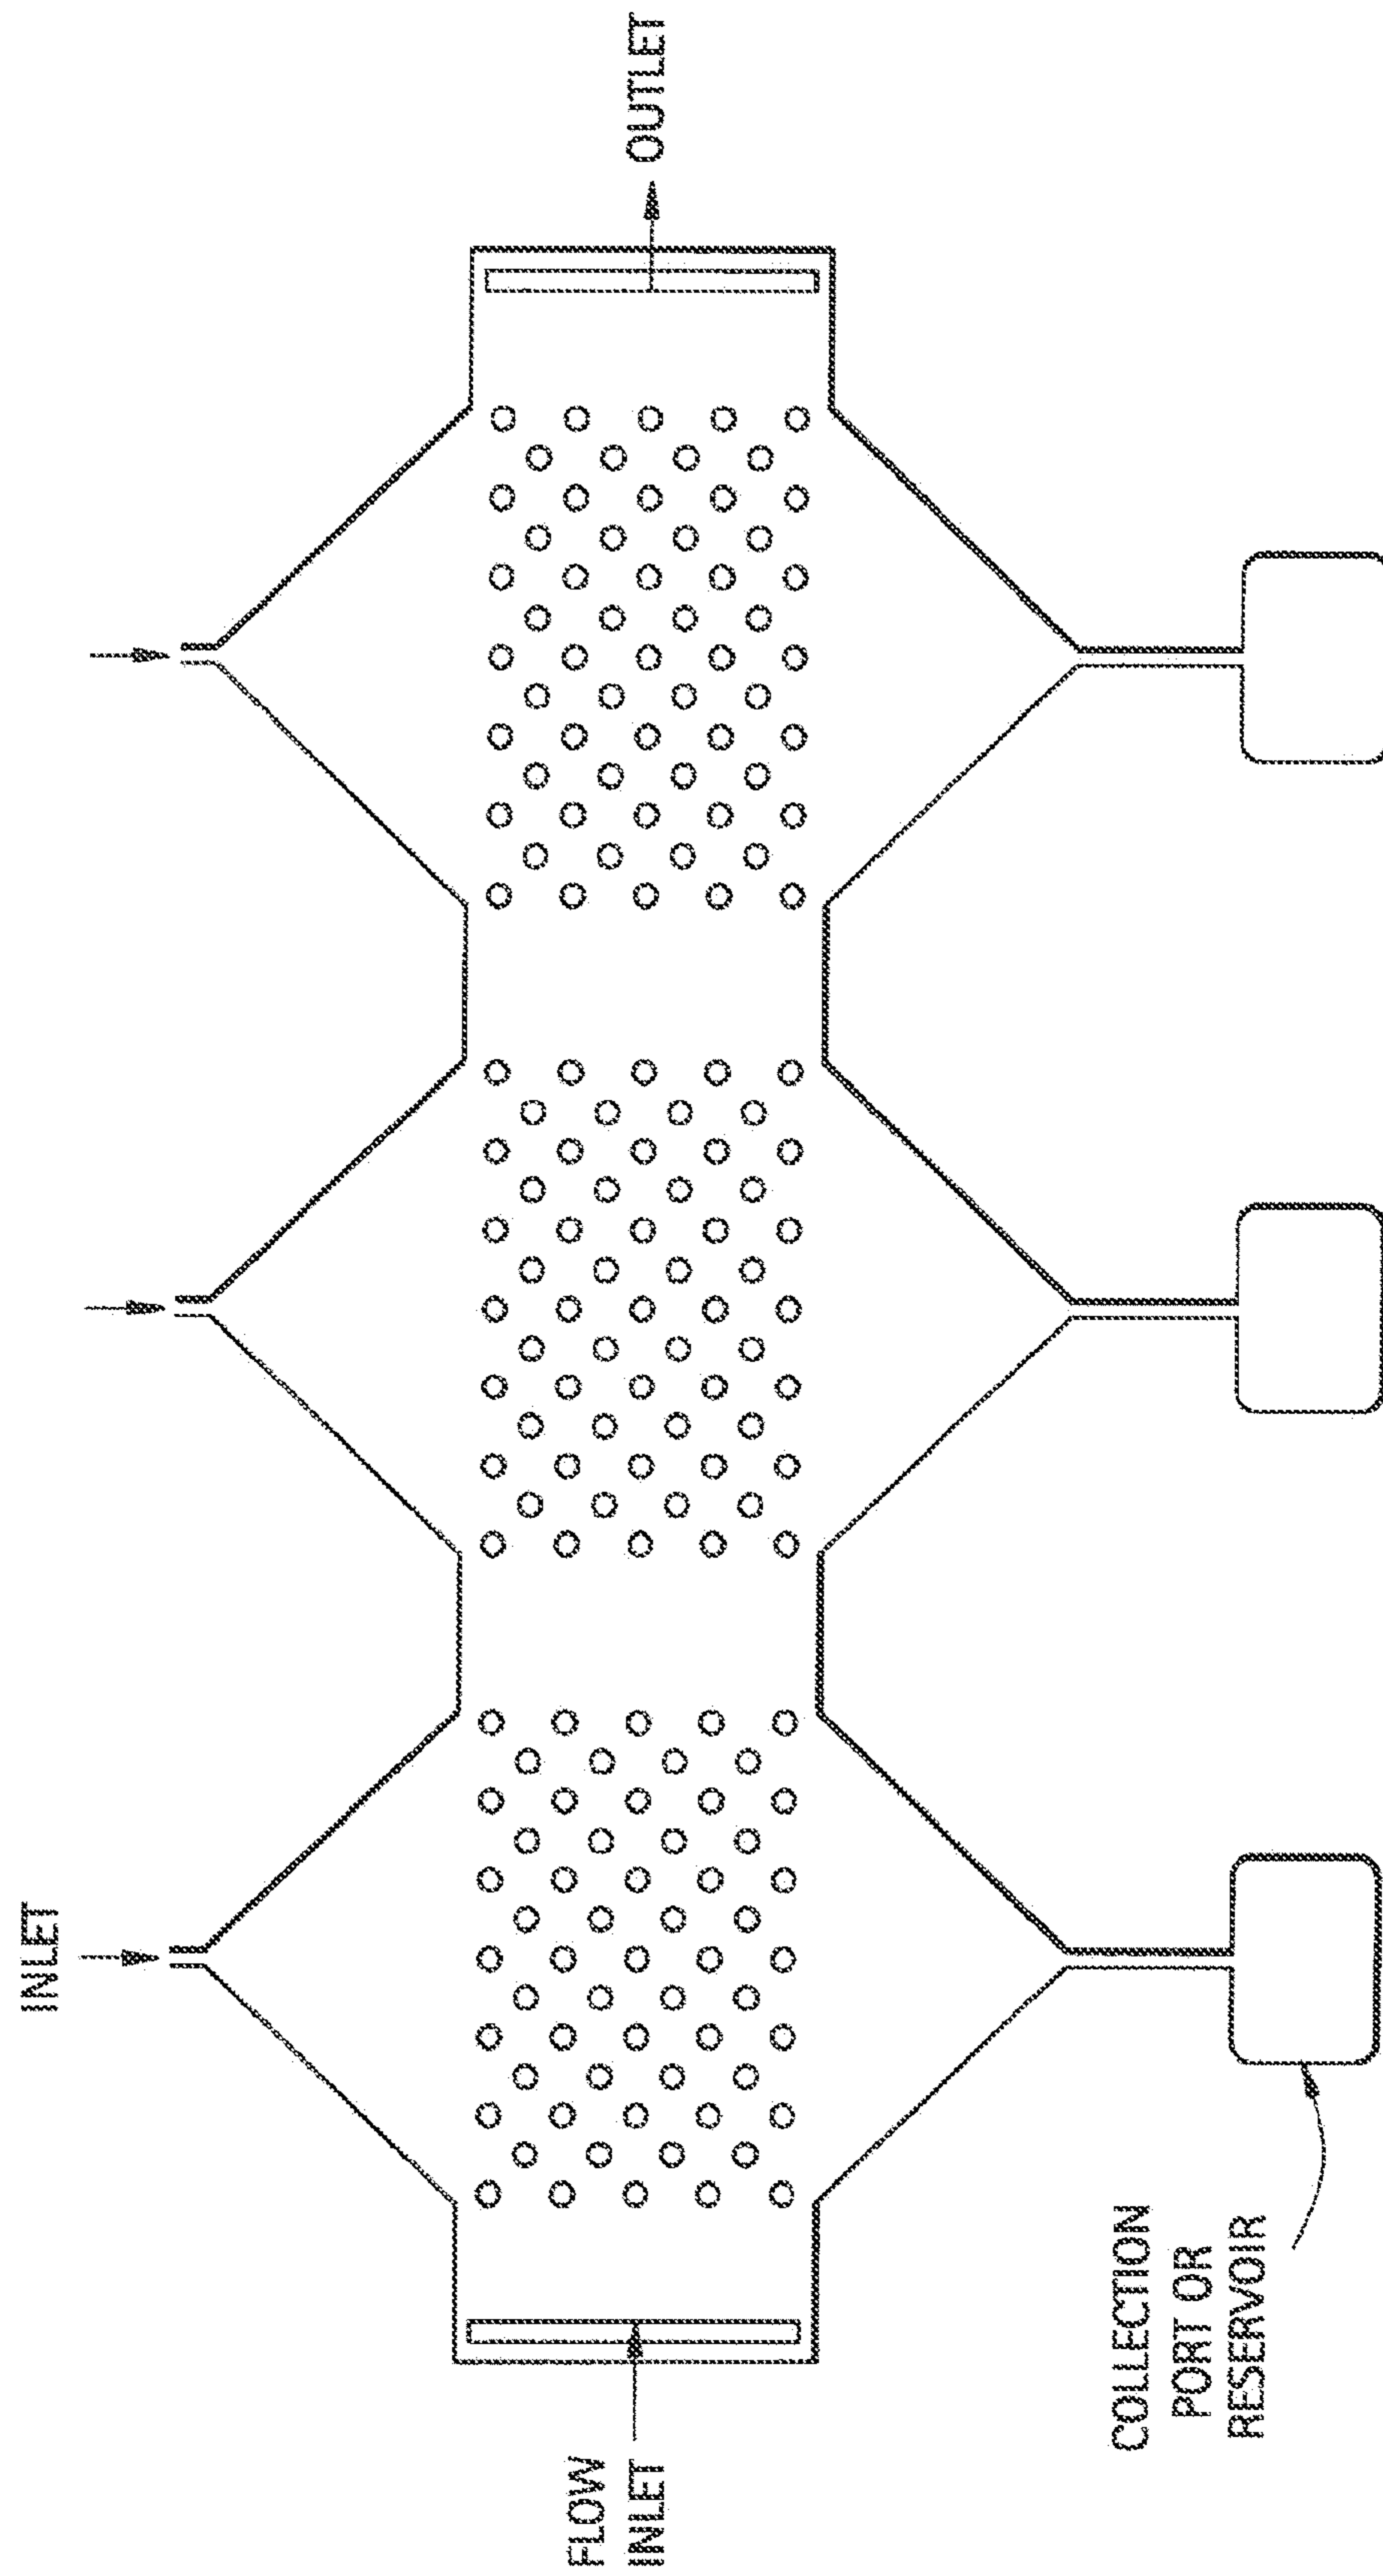 INLET
FLOW
INLET
OUTLET
COLLECTION
PORT OR
RESERVOIR